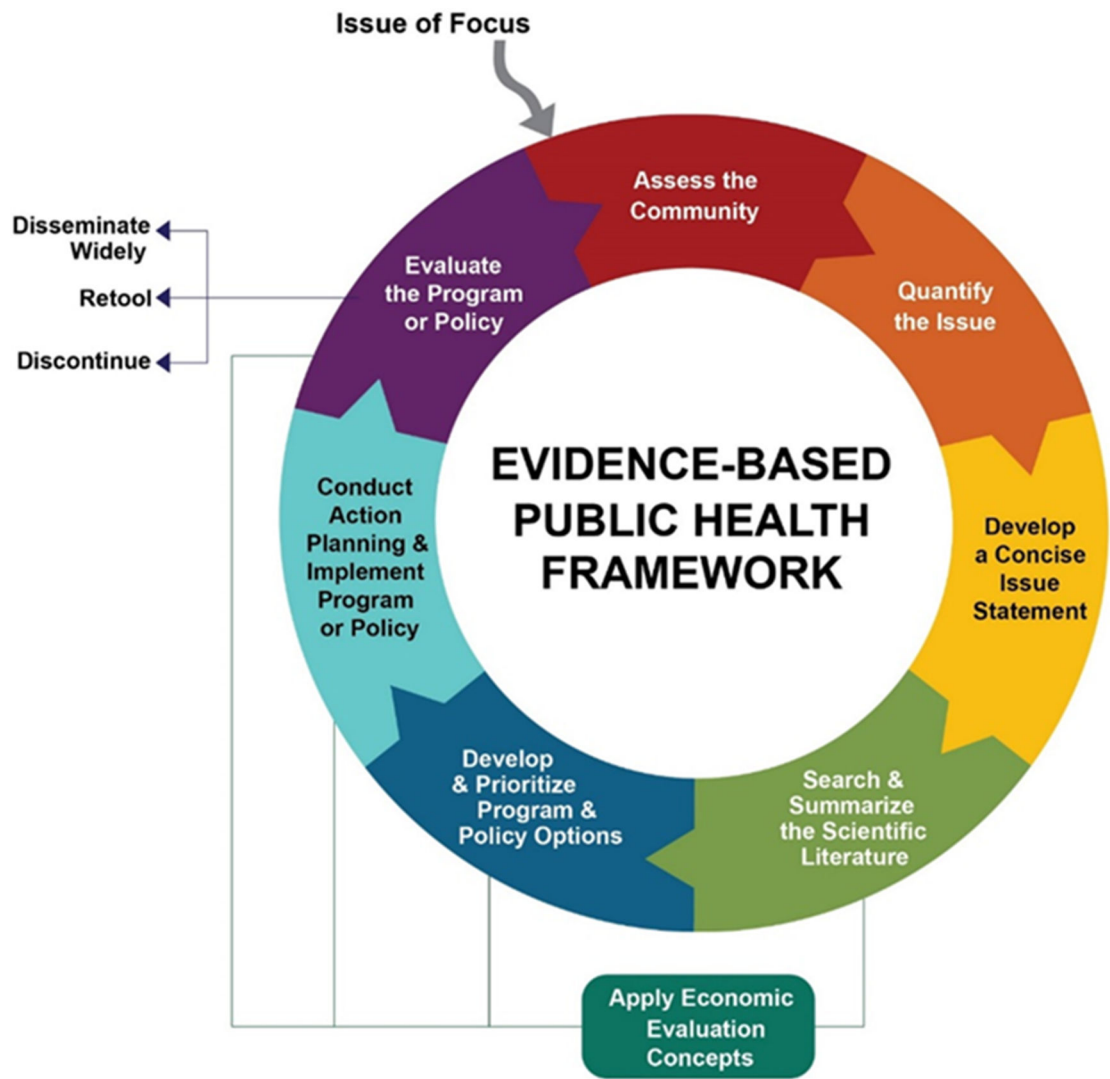 Issue of Focus
Assess the
Community
Quantify
the Issue
Develop
a Concise
Issue
Statement
Search &
Summarize
the Scientific
Literature
Develop
& Prioritize
Program &
Policy Options
Conduct
Action
Planning &
Implement
Program
or Policy
Evaluate
the Program
or Policy
Disseminate
Widely
Retool
Discontinue
EVIDENCE-BASED
PUBLIC HEALTH
FRAMEWORK
Apply Economic
Evaluation
Concepts